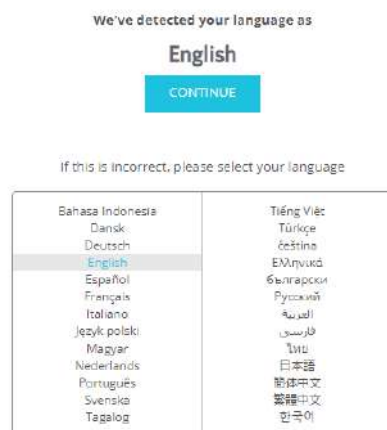 We've detected your language as
English
CONTINUE
If this is incorrect, please select your language
Bahasa Indonesia
Dansk
Deutsch
English
Español
Français
Italiano
język polski
Magyar
Nederlands
Português
Svenska
Tagalog
Tiếng Việt
Türkçe
čeština
Ελληνικά
български
Русский
العربية
فارسی
ไทย
日本語
简体中文
繁體中文
한국어